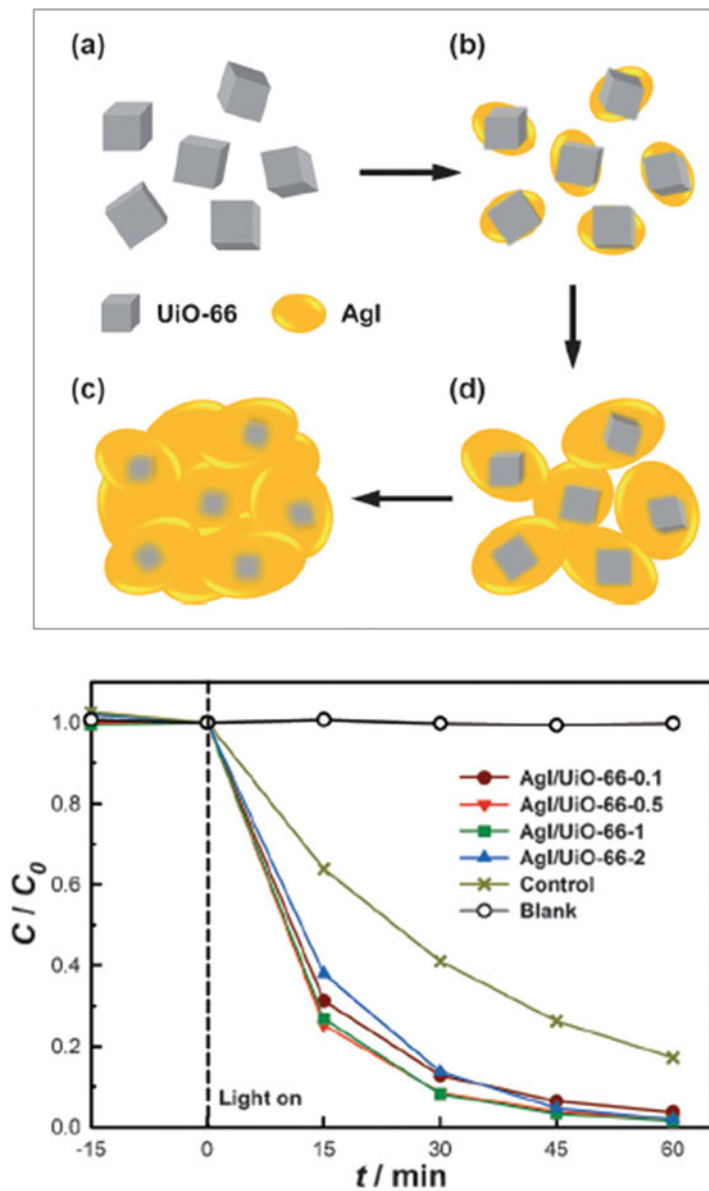 (a)
(b)
UiO-66
AgI
(c)
(d)
1.0
0.8
0.6
0.4
0.2
0.0
C / C0
AgI/UiO-66-0.1
AgI/UiO-66-0.5
AgI/UiO-66-1
AgI/UiO-66-2
Control
Blank
Light on
-15 0 15 30 45 60
t / min